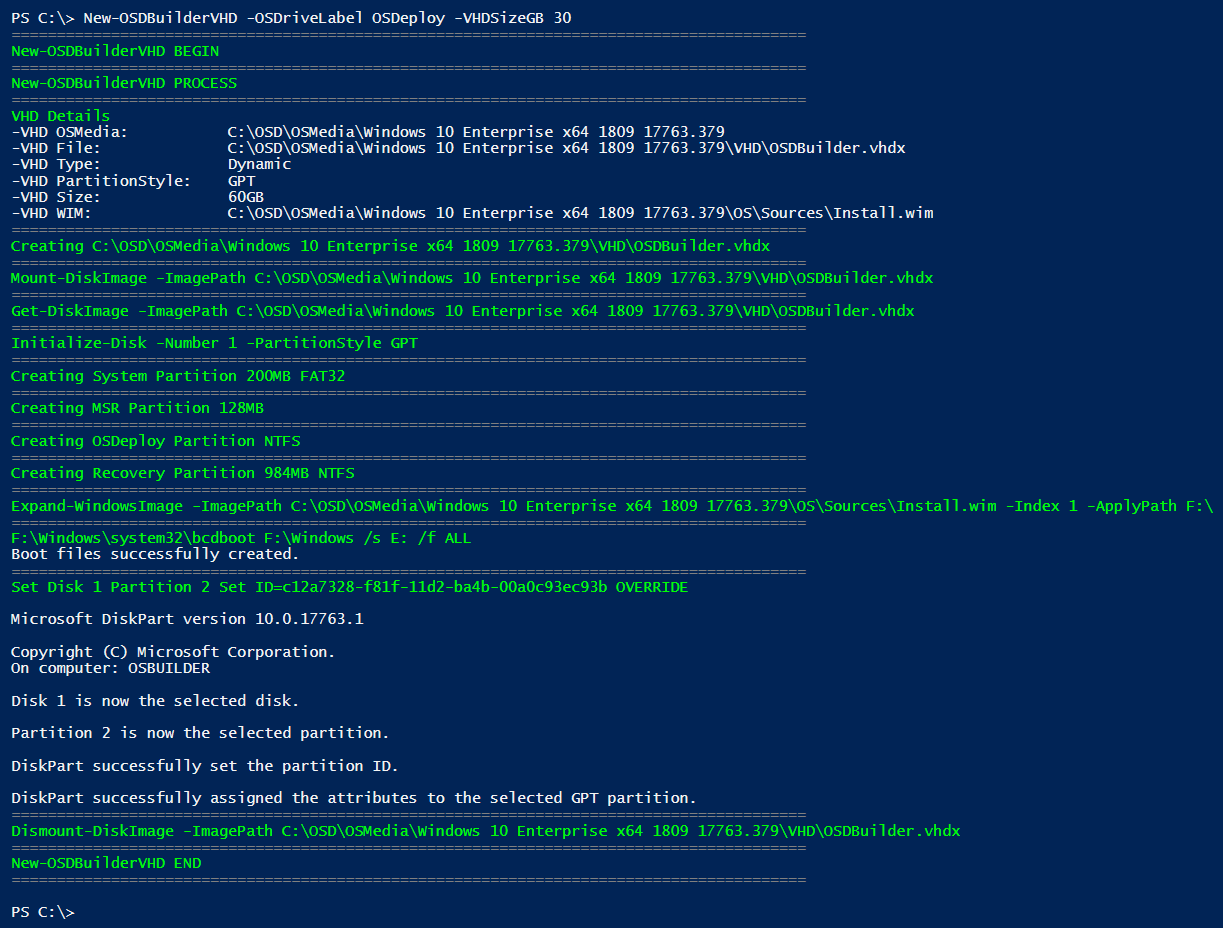 PS C:\> New-OSDBuilderVHD -OSDriveLabel OSDeploy -VHDSizeGB 30
========================================================================================
New-OSDBuilderVHD BEGIN
========================================================================================
New-OSDBuilderVHD PROCESS
========================================================================================
VHD Details
-VHD OSMedia:           C:\OSD\OSMedia\Windows 10 Enterprise x64 1809 17763.379
-VHD File:              C:\OSD\OSMedia\Windows 10 Enterprise x64 1809 17763.379\VHD\OSDBuilder.vhdx
-VHD Type:              Dynamic
-VHD PartitionStyle:    GPT
-VHD Size:              60GB
-VHD WIM:               C:\OSD\OSMedia\Windows 10 Enterprise x64 1809 17763.379\OS\Sources\Install.wim
========================================================================================
Creating C:\OSD\OSMedia\Windows 10 Enterprise x64 1809 17763.379\VHD\OSDBuilder.vhdx
========================================================================================
Mount-DiskImage -ImagePath C:\OSD\OSMedia\Windows 10 Enterprise x64 1809 17763.379\VHD\OSDBuilder.vhdx
========================================================================================
Get-DiskImage -ImagePath C:\OSD\OSMedia\Windows 10 Enterprise x64 1809 17763.379\VHD\OSDBuilder.vhdx
========================================================================================
Initialize-Disk -Number 1 -PartitionStyle GPT
========================================================================================
Creating System Partition 200MB FAT32
========================================================================================
Creating MSR Partition 128MB
========================================================================================
Creating OSDeploy Partition NTFS
========================================================================================
Creating Recovery Partition 984MB NTFS
========================================================================================
Expand-WindowsImage -ImagePath C:\OSD\OSMedia\Windows 10 Enterprise x64 1809 17763.379\OS\Sources\Install.wim -Index 1 -ApplyPath F:\
========================================================================================
F:\Windows\system32\bcdboot F:\Windows /s E: /f ALL
Boot files successfully created.
========================================================================================
Set Disk 1 Partition 2 Set ID=c12a7328-f81f-11d2-ba4b-00a0c93ec93b OVERRIDE
Microsoft DiskPart version 10.0.17763.1
Copyright (C) Microsoft Corporation.
On computer: OSBUILDER
Disk 1 is now the selected disk.
Partition 2 is now the selected partition.
DiskPart successfully set the partition ID.
DiskPart successfully assigned the attributes to the selected GPT partition.
========================================================================================
Dismount-DiskImage -ImagePath C:\OSD\OSMedia\Windows 10 Enterprise x64 1809 17763.379\VHD\OSDBuilder.vhdx
========================================================================================
New-OSDBuilderVHD END
========================================================================================
PS C:\>